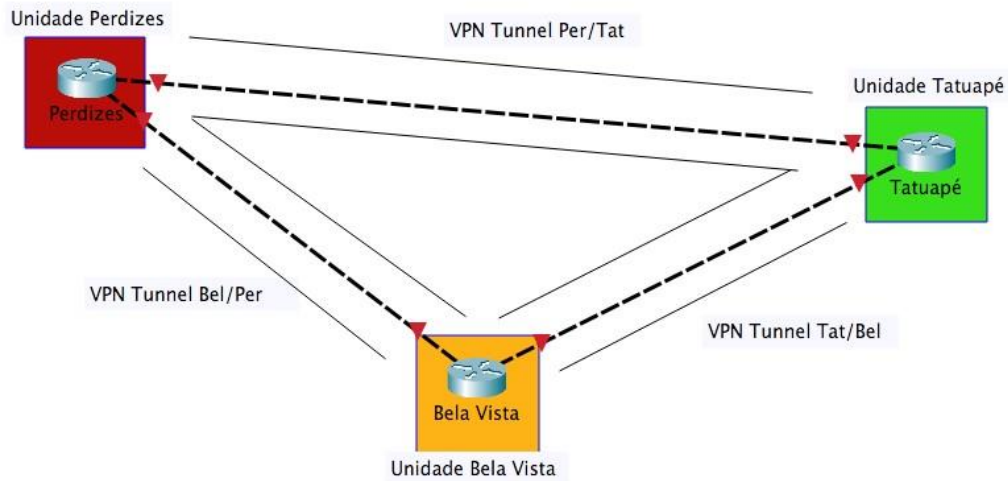 Unidade Perdizes
VPN Tunnel Per/Tat
Unidade Tatuapé
Perdizes
Tatuapé
VPN Tunnel Bel/Per
VPN Tunnel Tat/Bel
Bela Vista
Unidade Bela Vista